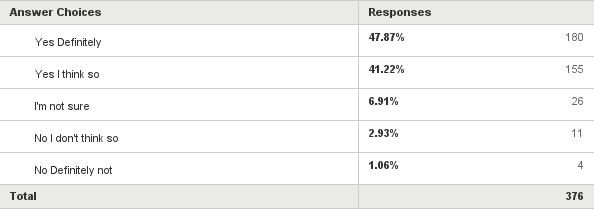 Answer Choices Responses
Yes Definitely 47.87% 180
Yes I think so 41.22% 155
I'm not sure 6.91% 26
No I don't think so 2.93% 11
No Definitely not 1.06% 4
Total 376